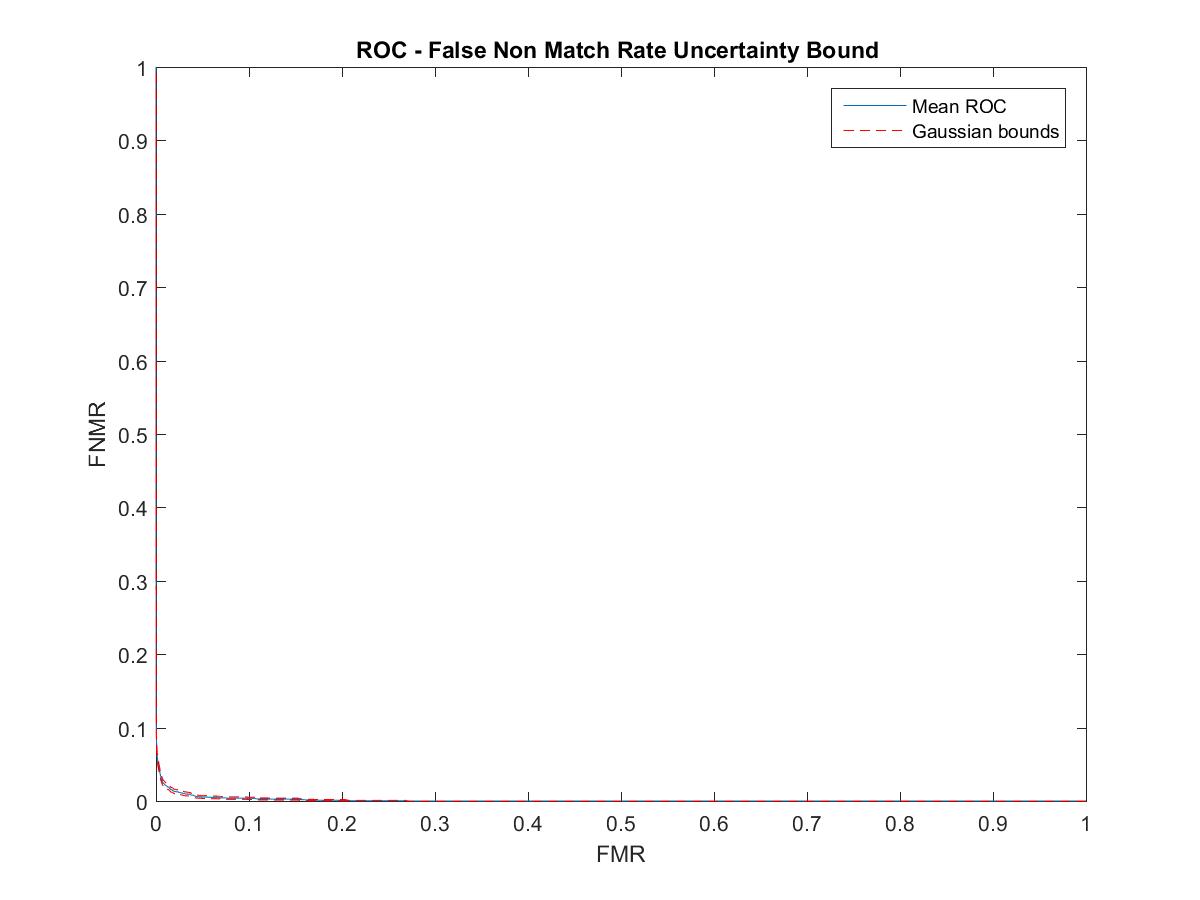 ROC - False Non Match Rate Uncertainty Bound
Mean ROC
Gaussian bounds
1
0.9
0.8
0.7
0.6
0.5
0.4
0.3
0.2
0.1
0
FNMR
0 0.1 0.2 0.3 0.4 0.5 0.6 0.7 0.8 0.9 1
FMR